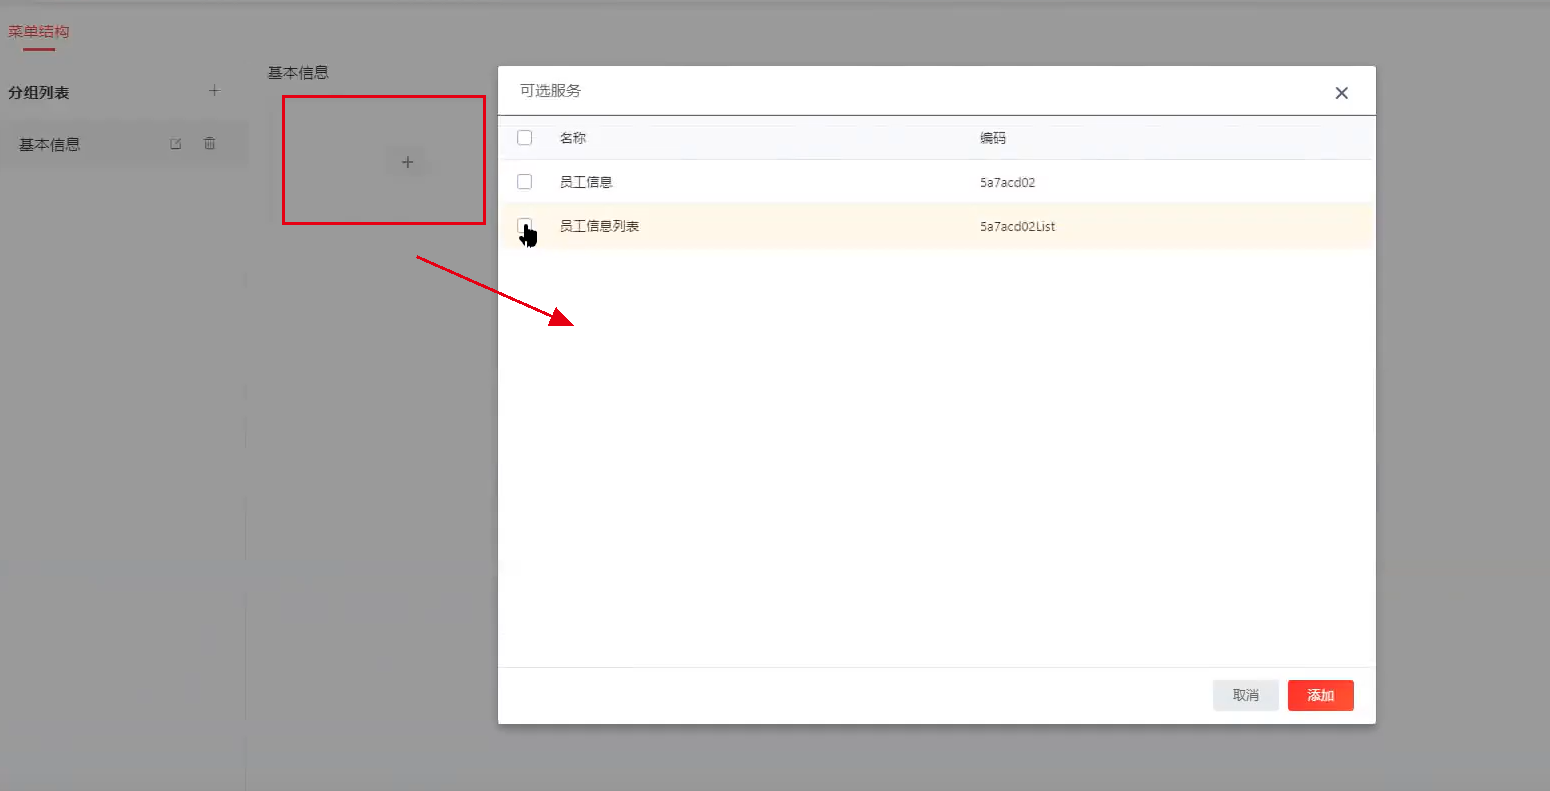 菜单结构
分组列表
基本信息
基本信息
可选服务
名称 编码
员工信息 5a7acd02
员工信息列表 5a7acd02List
取消 添加